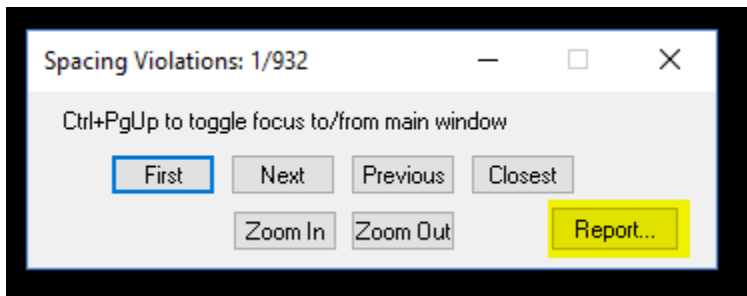 Spacing Violations: 1/932
Ctrl+PgUp to toggle focus to/from main window
First Next Previous Closest
Zoom In Zoom Out Report...